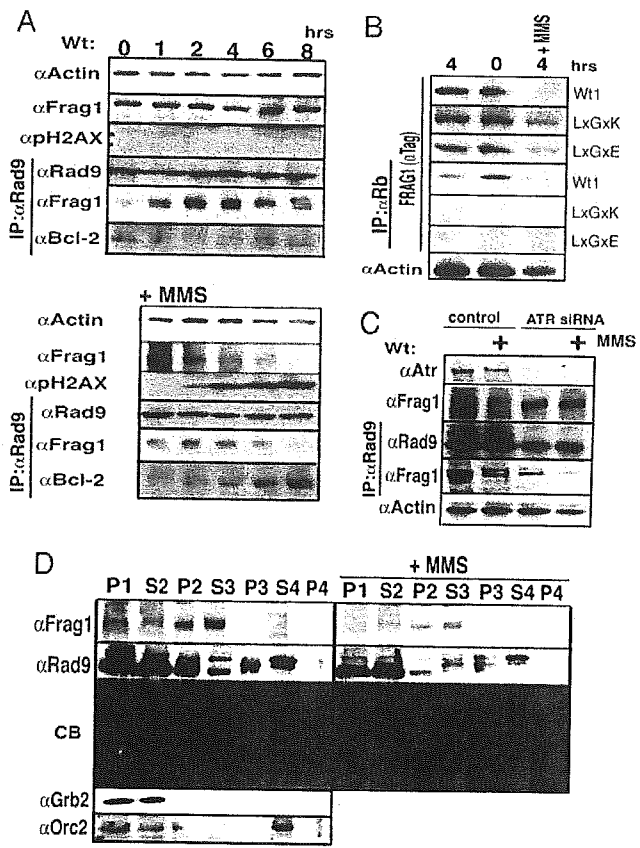 A
Wt: 0 1 2 4 6 8 hrs
αActin
αFrag1
αpH2AX
IP:αRad9
αRad9
αFrag1
αBcl-2
+ MMS
αActin
αFrag1
αpH2AX
IP:αRad9
αRad9
αFrag1
αBcl-2
B
+ MMS
4 0 4 hrs
FRAG1 (αTag)
Wt1
LxGxK
LxGxE
IP:αRb
Wt1
LxGxK
LxGxE
αActin
C
control ATR siRNA
Wt: + + MMS
αAtr
αFrag1
IP:αRad9
αRad9
αFrag1
αActin
D
+ MMS
P1 S2 P2 S3 P3 S4 P4 P1 S2 P2 S3 P3 S4 P4
αFrag1
αRad9
CB
αGrb2
αOrc2